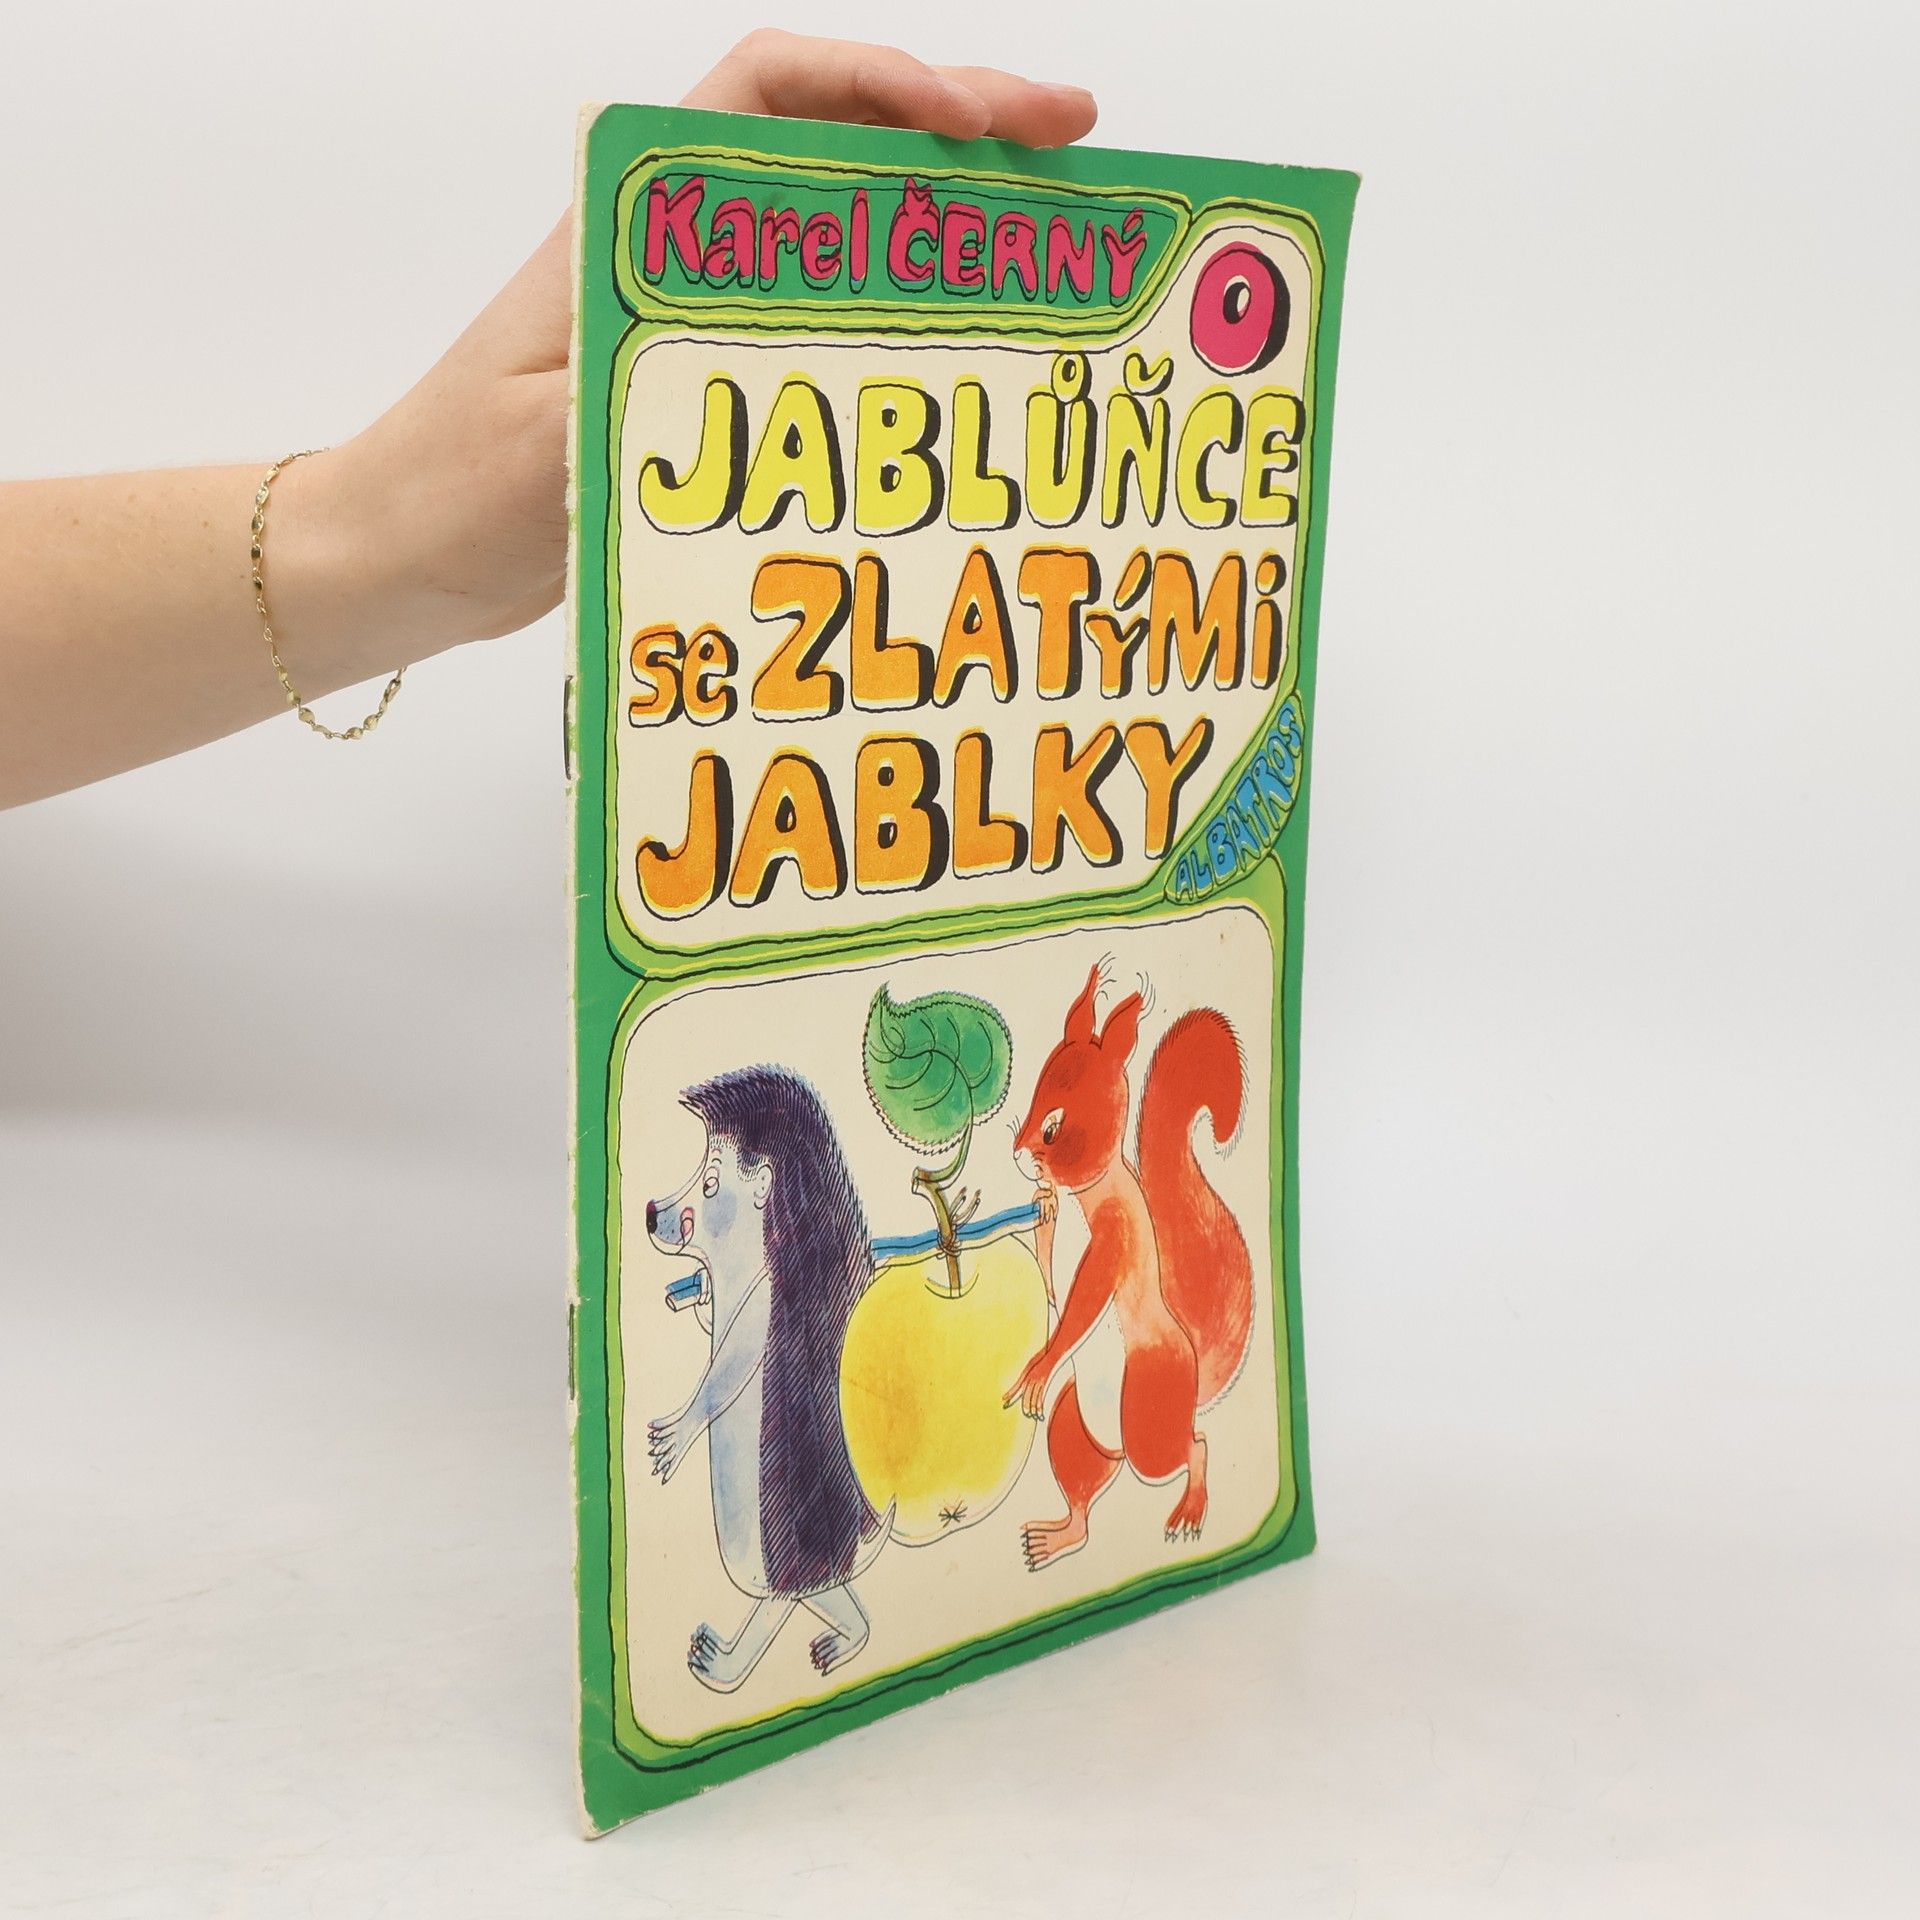 Karel ČERNÝ
O
JABLŮŇCE
se ZLATÝMi
JABLKY
ALBATROS